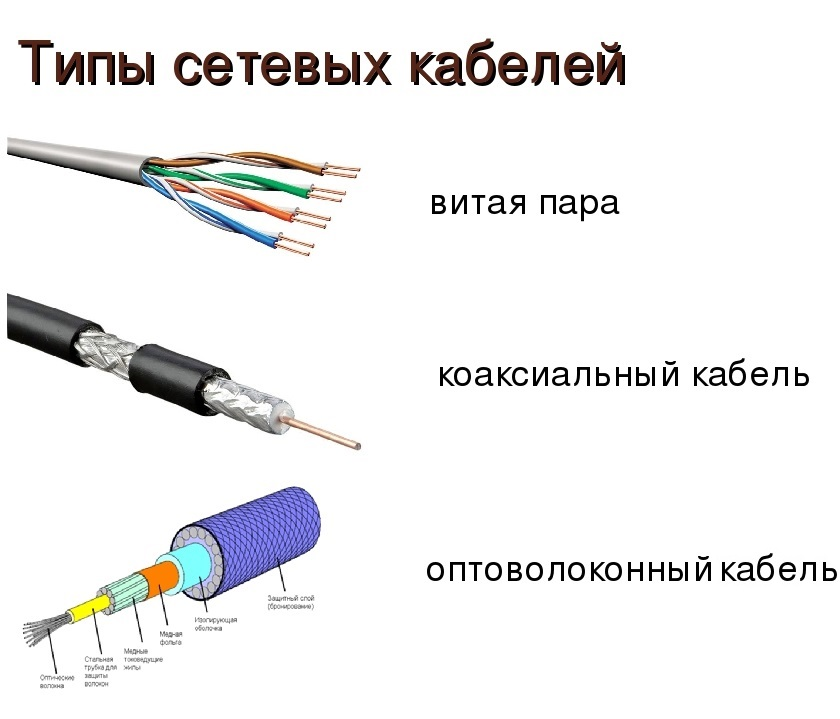 Типы сетевых кабелей
витая пара
коаксиальный кабель
оптоволоконный кабель
Защитный слой
(бронирование)
Изолирующая
оболочка
Медная
фольга
Медные
токоведущие
жилы
Стальная
трубка для
защиты
волокон
Оптические
волокна